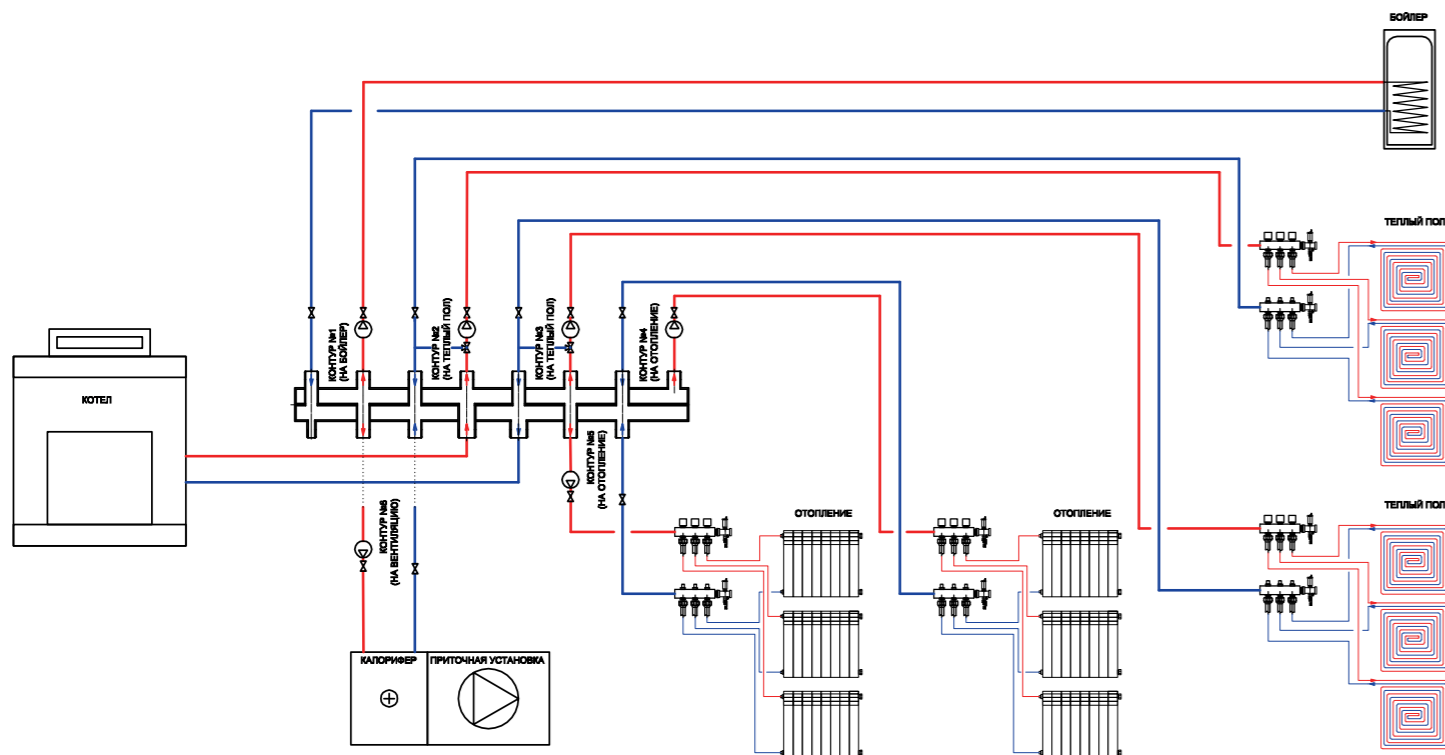 БОЙЛЕР
ТЕПЛЫЙ ПОЛ
КОНТУР №1
(НА БОЙЛЕР)
КОНТУР №2
(НА ТЕПЛЫЙ ПОЛ)
КОНТУР №3
(НА ТЕПЛЫЙ ПОЛ)
КОНТУР №4
(НА ОТОПЛЕНИЕ)
КОТЕЛ
КОНТУР №5
(НА ОТОПЛЕНИЕ)
КОНТУР №6
(НА ВЕНТИЛЯЦИЮ)
ОТОПЛЕНИЕ
ОТОПЛЕНИЕ
ТЕПЛЫЙ ПОЛ
КАЛОРИФЕР
ПРИТОЧНАЯ УСТАНОВКА